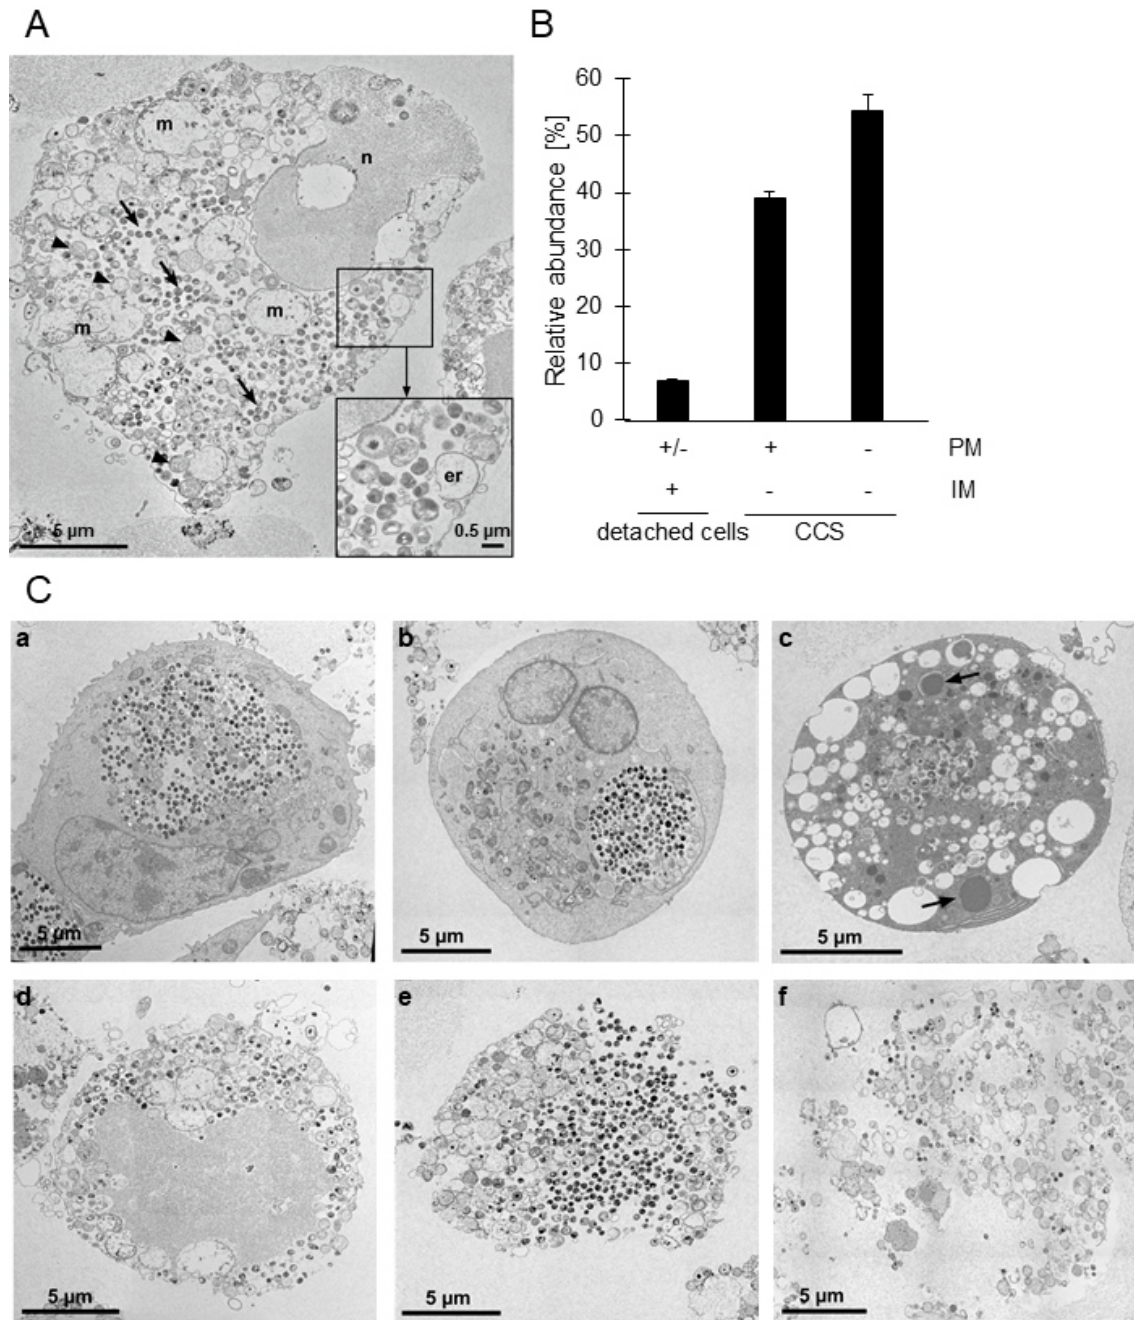 A
m
n
m
m
5 µm
er
0.5 µm
B
Relative abundance [%]
60
50
40
30
20
10
0
+/- + - PM
+ - - IM
detached cells CCS
C
a
5 µm
b
5 µm
c
5 µm
d
5 µm
e
5 µm
f
5 µm